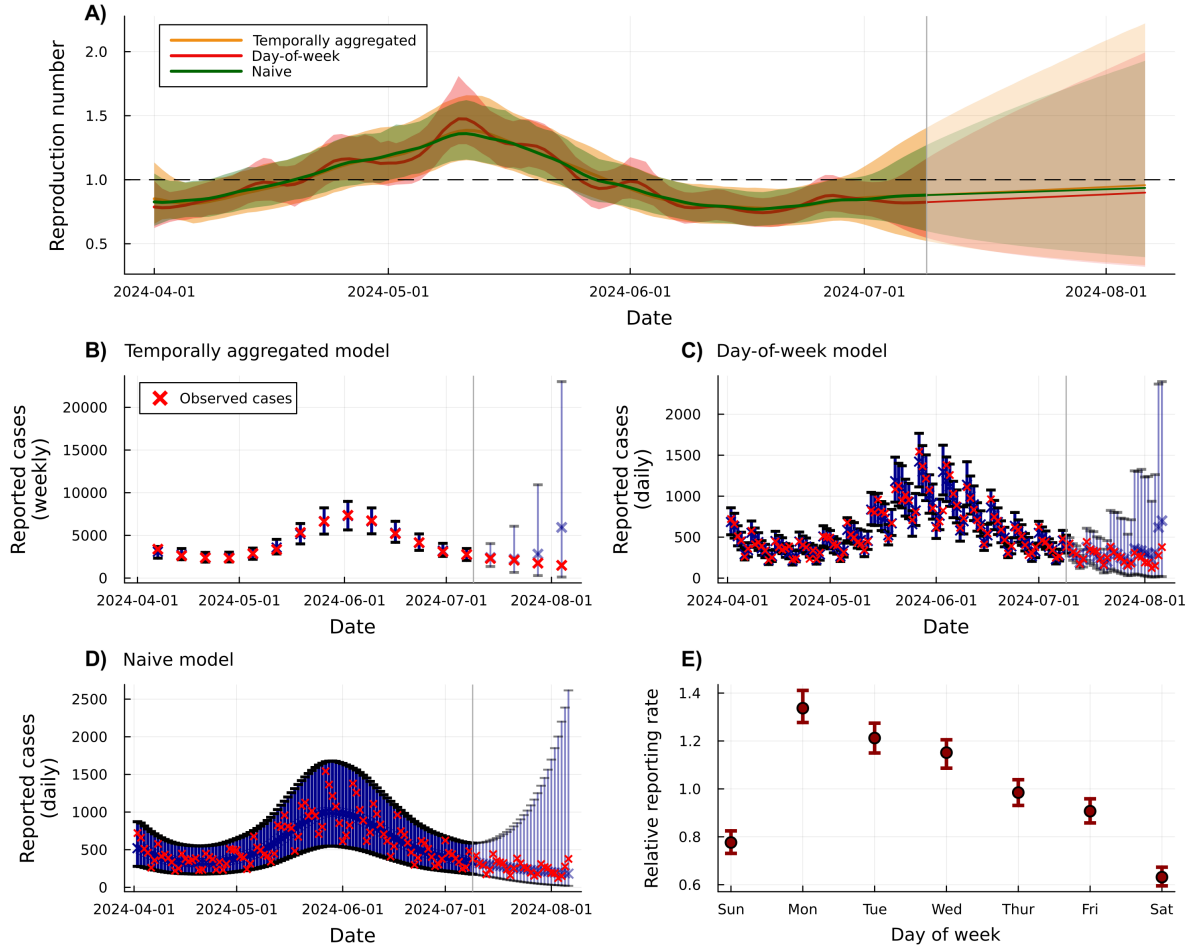 A)
Temporally aggregated
Day-of-week
Naive
Reproduction number
2.0
1.5
1.0
0.5
2024-04-01
2024-05-01
2024-06-01
2024-07-01
2024-08-01
Date
B) Temporally aggregated model
Observed cases
Reported cases
(weekly)
20000
15000
10000
5000
0
2024-04-01
2024-05-01
2024-06-01
2024-07-01
2024-08-01
Date
C) Day-of-week model
Reported cases
(daily)
2000
1500
1000
500
0
2024-04-01
2024-05-01
2024-06-01
2024-07-01
2024-08-01
Date
D) Naive model
Reported cases
(daily)
2500
2000
1500
1000
500
0
2024-04-01
2024-05-01
2024-06-01
2024-07-01
2024-08-01
Date
E)
Relative reporting rate
1.4
1.2
1.0
0.8
0.6
Sun
Mon
Tue
Wed
Thur
Fri
Sat
Day of week